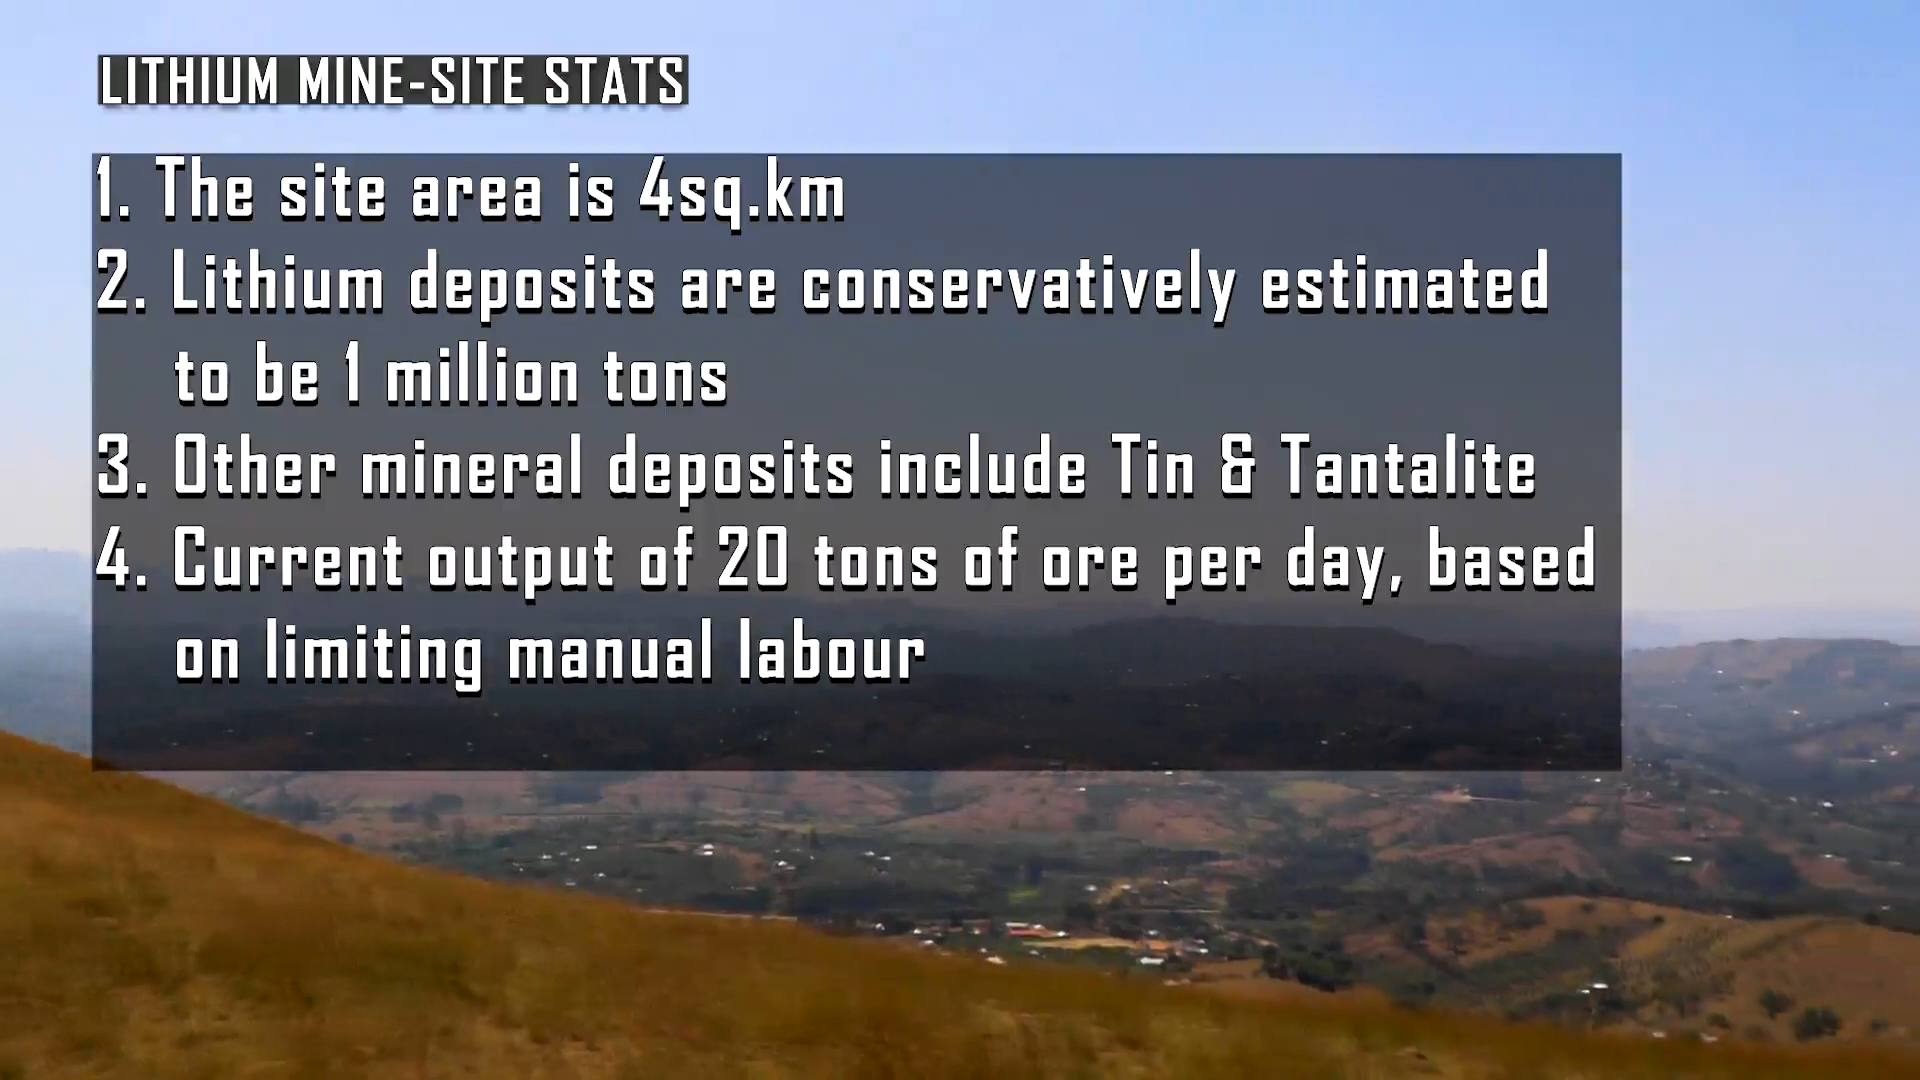 LITHIUM MINE-SITE STATS
1. The site area is 4sq.km
2. Lithium deposits are conservatively estimated
to be 1 million tons
3. Other mineral deposits include Tin & Tantalite
4. Current output of 20 tons of ore per day, based
on limiting manual labour